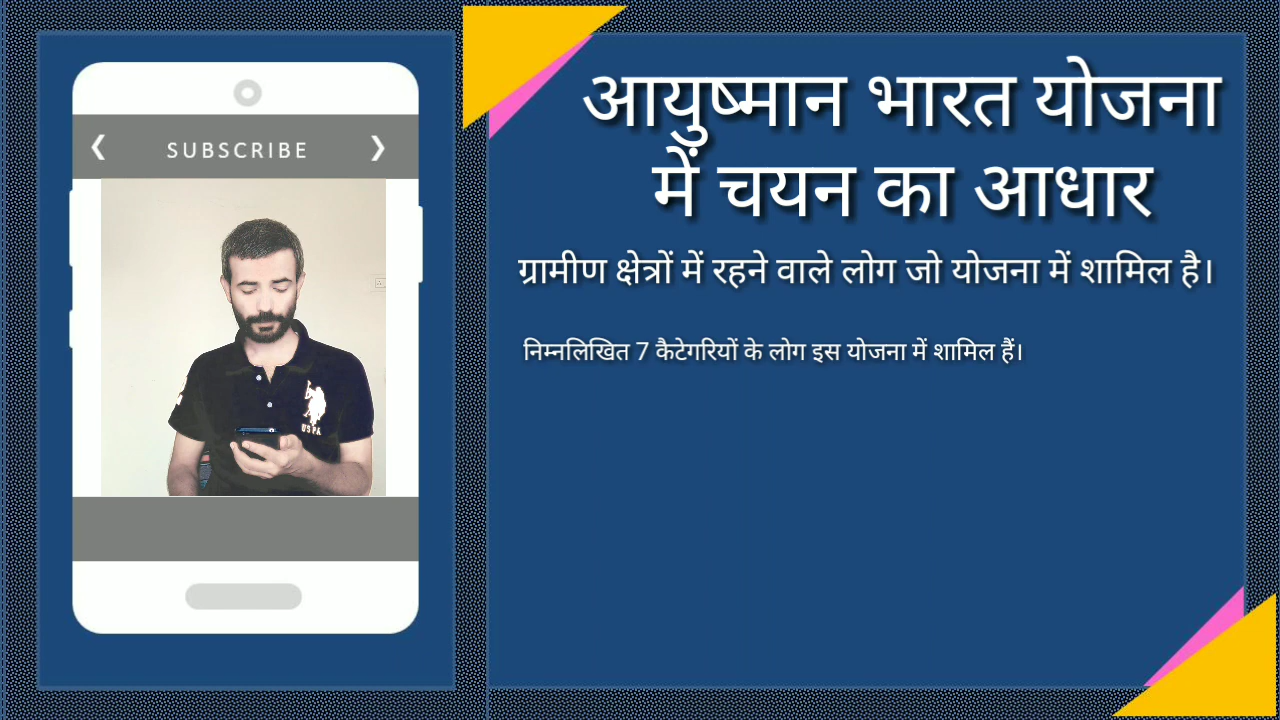 SUBSCRIBE
U S P A
आयुष्मान भारत योजना
में चयन का आधार
ग्रामीण क्षेत्रों में रहने वाले लोग जो योजना में शामिल है।
निम्नलिखित 7 कैटेगरियों के लोग इस योजना में शामिल हैं।